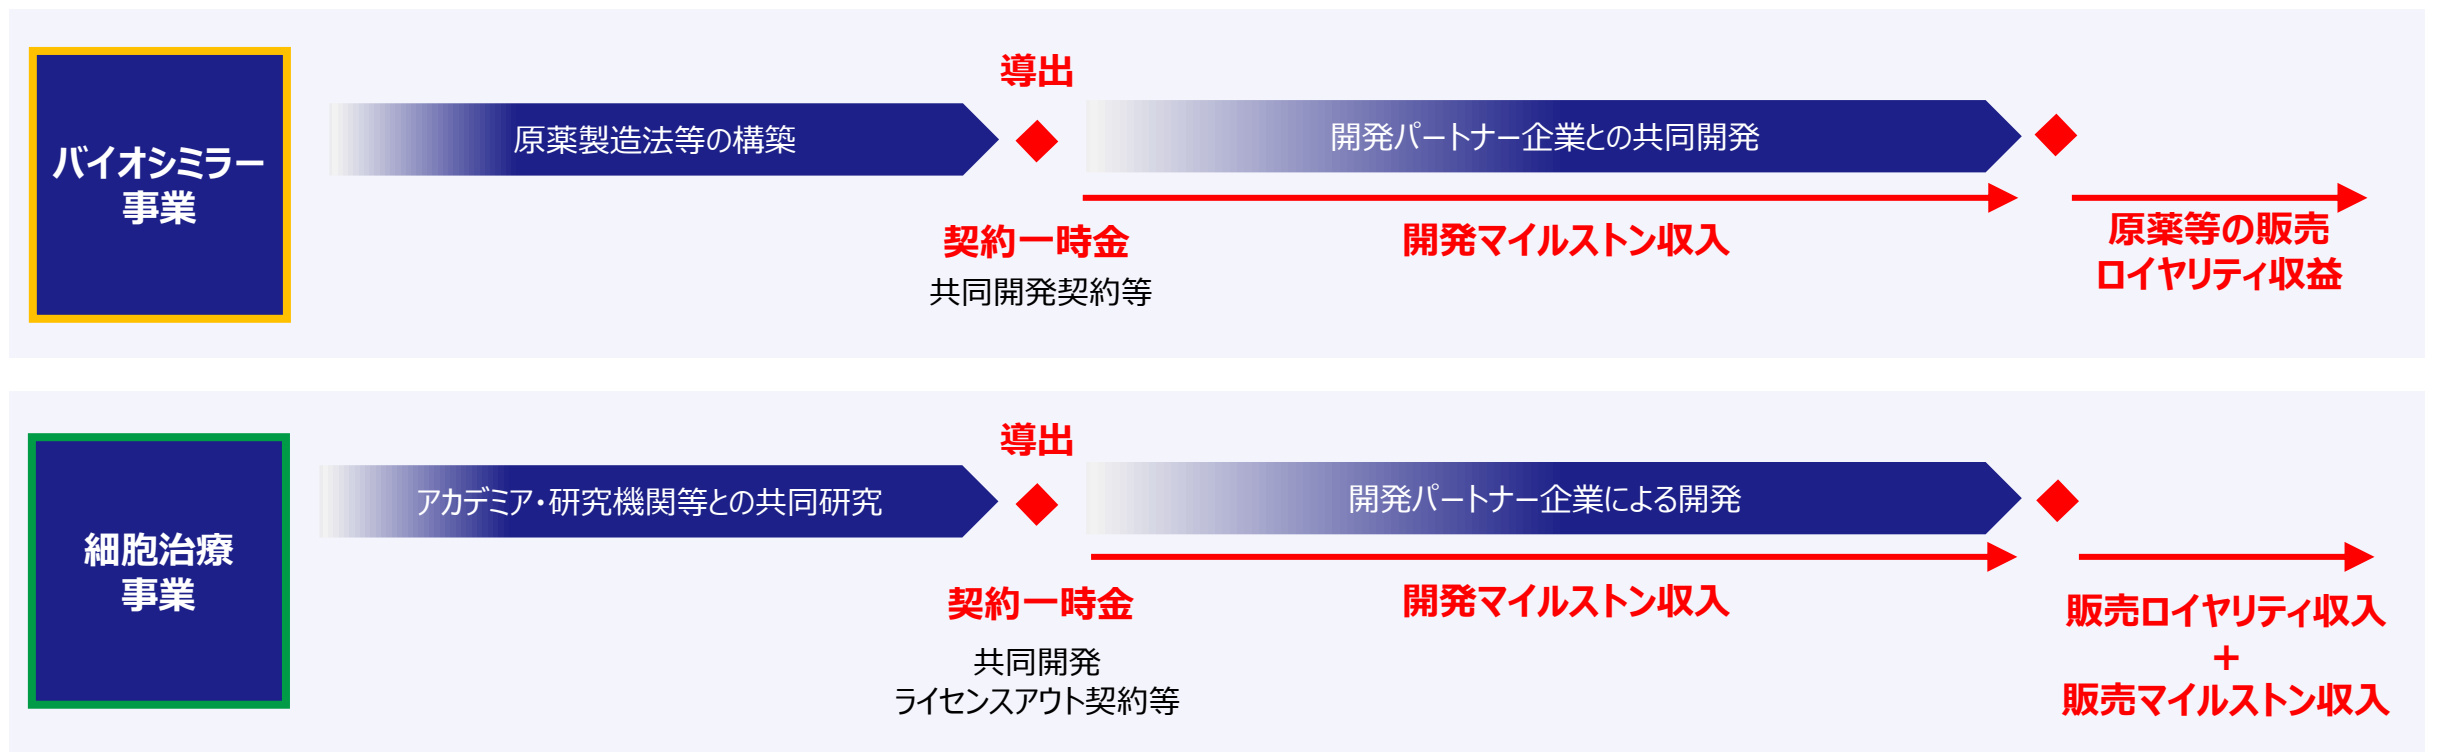 バイオシミラー
事業
原薬製造法等の構築
導出
契約一時金
共同開発契約等
開発パートナー企業との共同開発
開発マイルストン収入
原薬等の販売
ロイヤリティ収益
細胞治療
事業
アカデミア・研究機関等との共同研究
導出
契約一時金
共同開発
ライセンスアウト契約等
開発パートナー企業による開発
開発マイルストン収入
販売ロイヤリティ収入
+
販売マイルストン収入